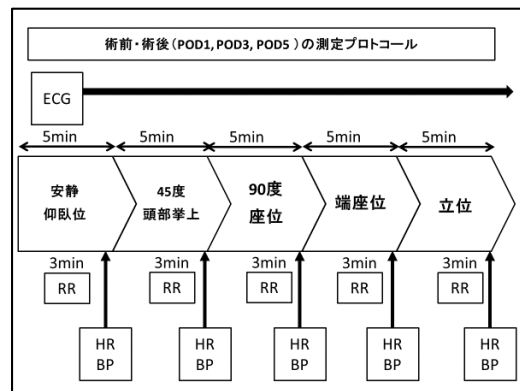 術前・術後(POD1, POD3, POD5 )の測定プロトコール
ECG
5min 5min 5min 5min 5min
安静
仰臥位
45度
頭部挙上
90度
座位
端座位
立位
3min 3min 3min 3min 3min
RR RR RR RR RR
HR HR HR HR HR
BP BP BP BP BP